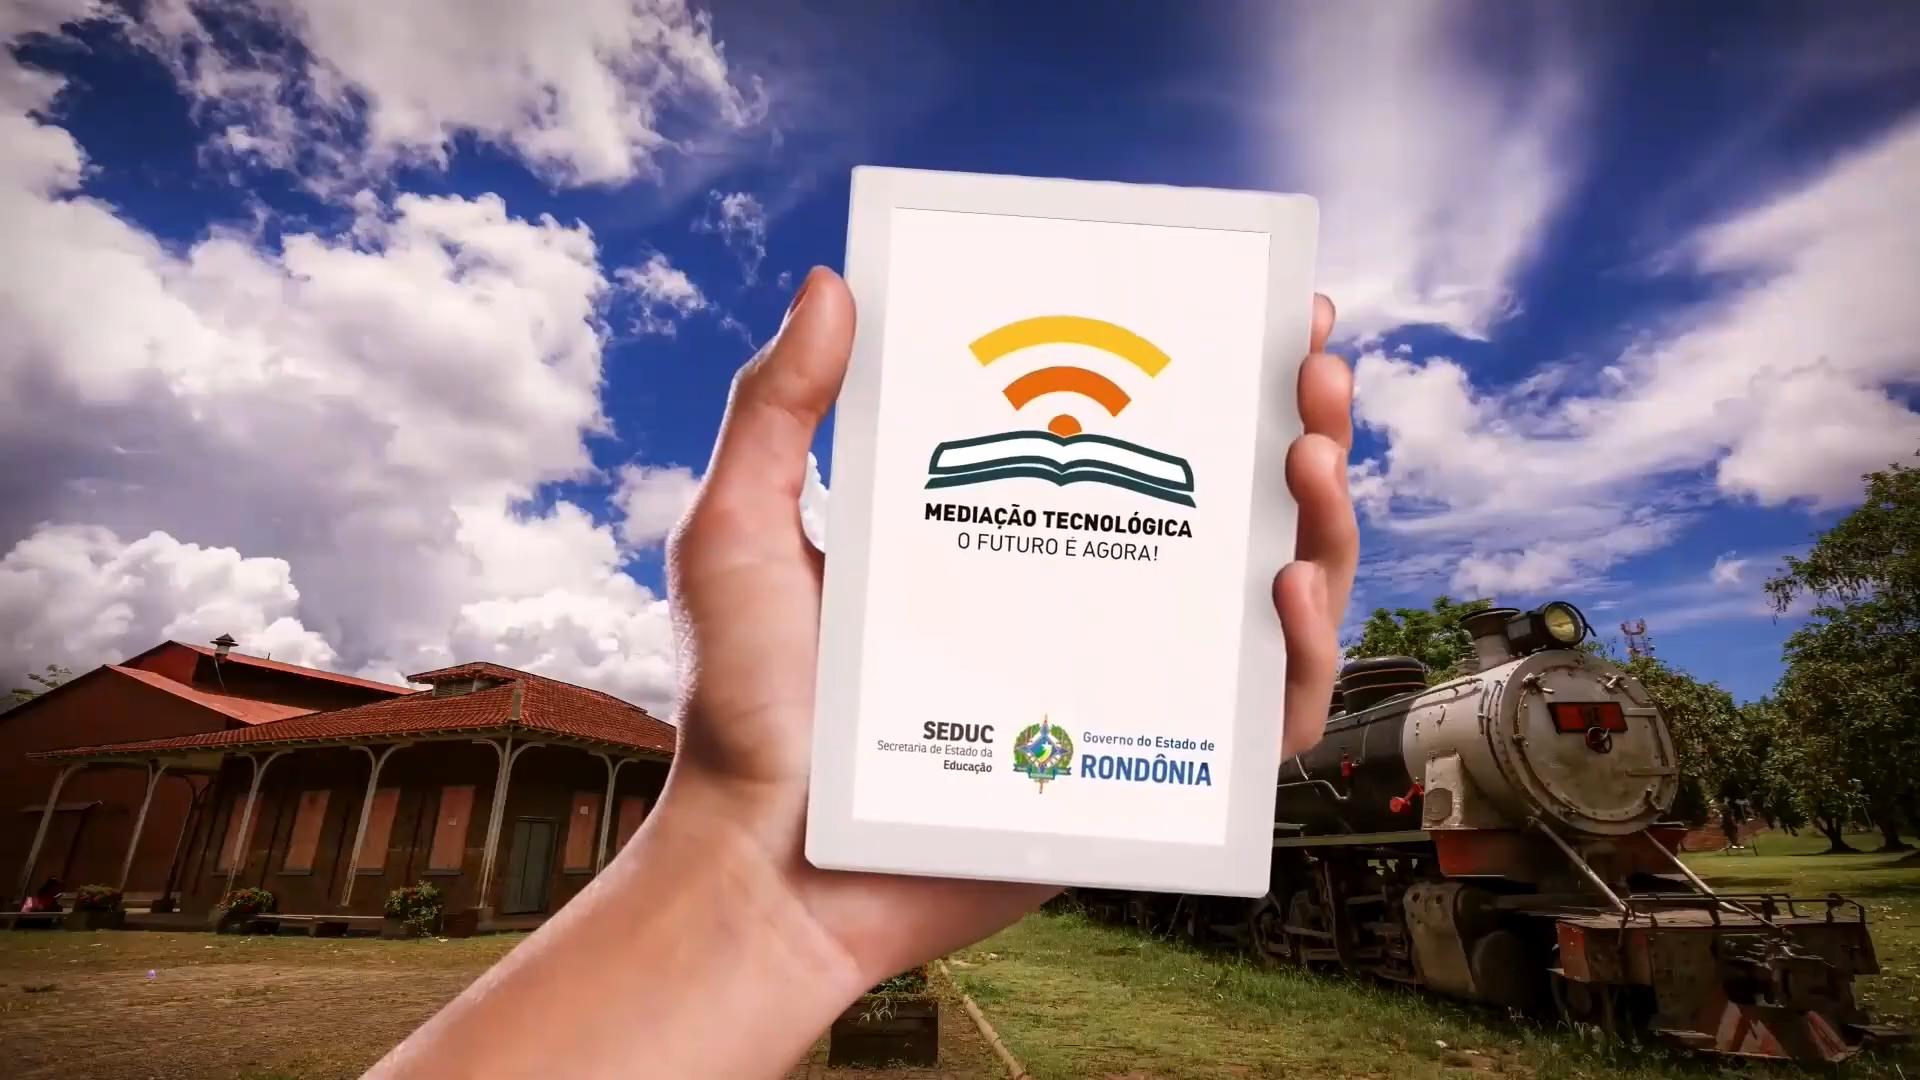 MEDIAÇÃO TECNOLÓGICA
O FUTURO É AGORA!
SEDUC
Secretaria de Estado da
Educação
Governo do Estado de
RONDÔNIA